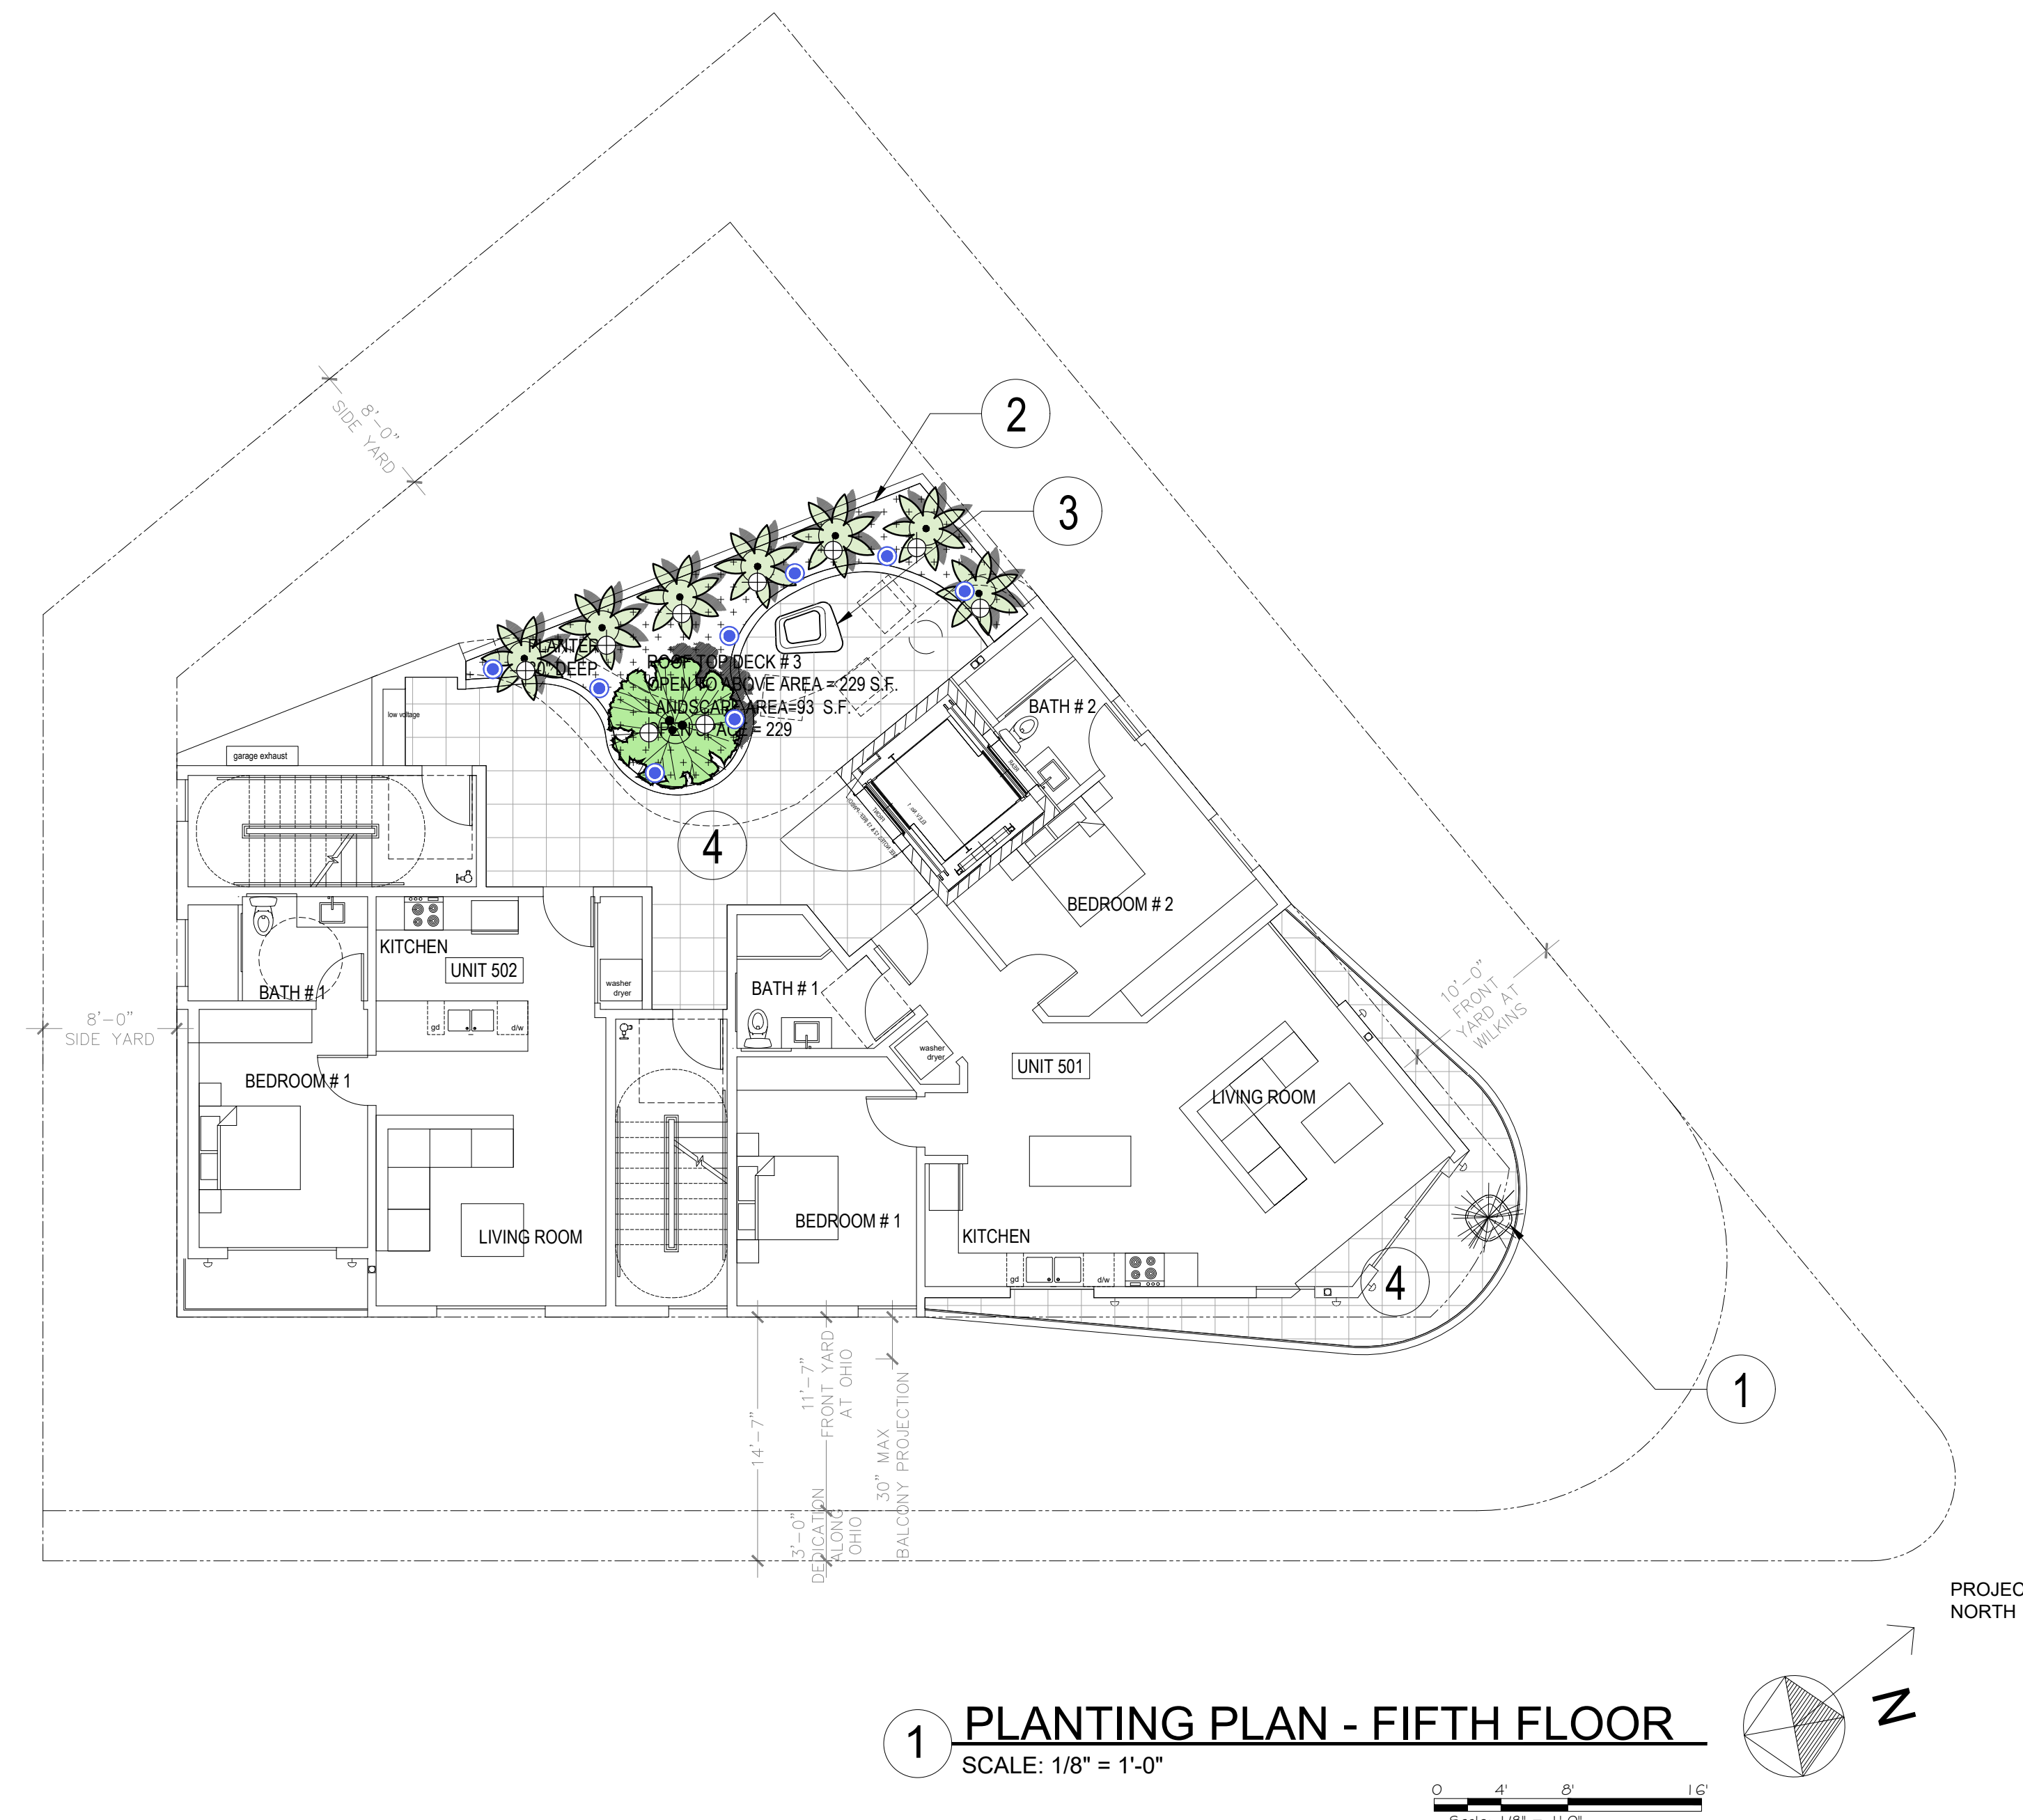 8'-0"
SIDE YARD
2
3
PLANTER
ROOF TOP DECK # 3
OPEN TO ABOVE AREA = 229 S.F.
LANDSCAPE AREA=93 S.F.
OPEN SPACE = 229
low voltage
garage exhaust
BATH # 2
REAR
ELEV No. 1
FRONT
4
BEDROOM # 2
KITCHEN
UNIT 502
BATH # 1
washer
dryer
gd
d/w
8'-0"
SIDE YARD
BATH # 1
washer
dryer
10'-0"
FRONT
YARD AT
WILKINS
UNIT 501
BEDROOM # 1
LIVING ROOM
LIVING ROOM
BEDROOM # 1
KITCHEN
gd
d/w
4
1
14'-7"
11'-7"
FRONT YARD
AT OHIO
30" MAX
BALCONY PROJECTION
3'-0"
DEDICATION
ALONG
OHIO
PROJEC
NORTH
N
1
PLANTING PLAN - FIFTH FLOOR
SCALE: 1/8" = 1'-0"
0 4' 8' 16'